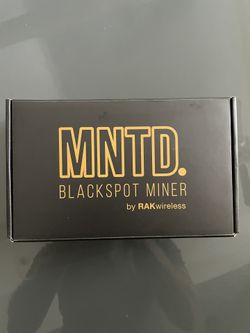 MNTD.
BLACKSPOT MINER
by RAKwireless